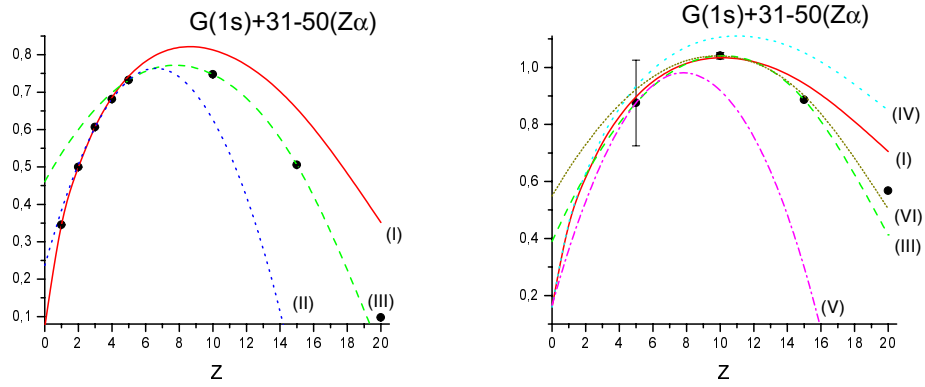 G(1s)+31-50(Zα)
0,8
0,7
0,6
0,5
0,4
0,3
0,2
0,1
0 2 4 6 8 10 12 14 16 18 20
Z
(I)
(II)
(III)
G(1s)+31-50(Zα)
1,0
0,8
0,6
0,4
0,2
0 2 4 6 8 10 12 14 16 18 20
Z
(IV)
(I)
(VI)
(III)
(V)